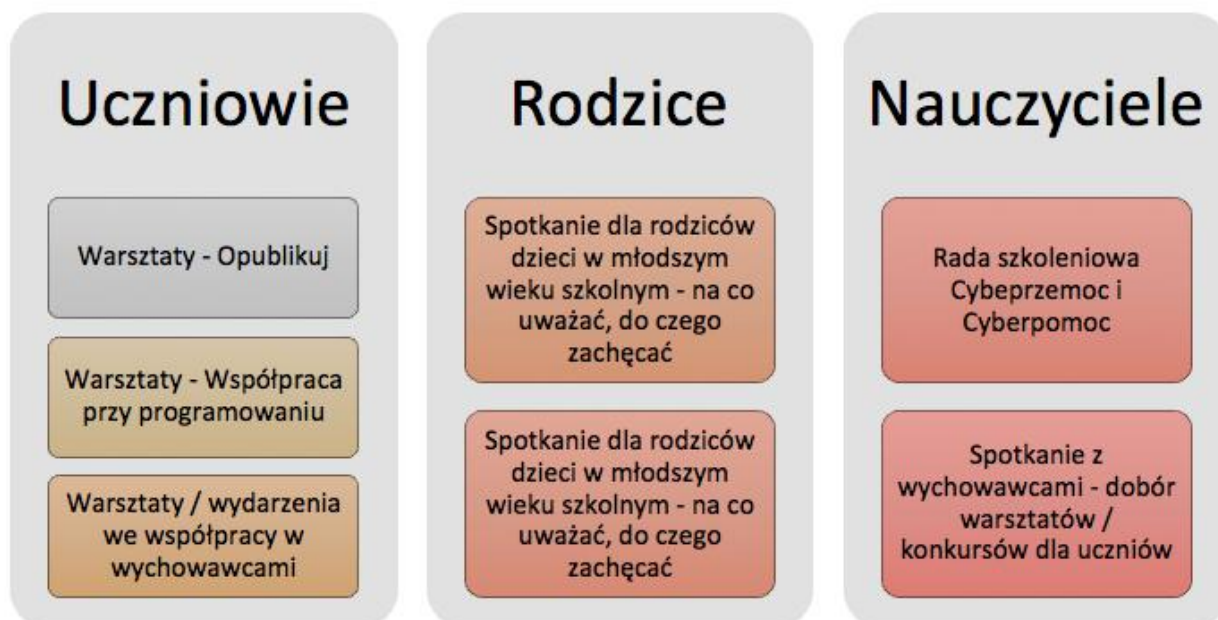 Uczniowie
Warsztaty - Opublikuj
Warsztaty - Współpraca
przy programowaniu
Warsztaty / wydarzenia
we współpracy w
wychowawcami
Rodzice
Spotkanie dla rodziców
dzieci w młodszym
wieku szkolnym - na co
uważać, do czego
zachęcać
Spotkanie dla rodziców
dzieci w młodszym
wieku szkolnym - na co
uważać, do czego
zachęcać
Nauczyciele
Rada szkoleniowa
Cybeprzemoc i
Cyberpomoc
Spotkanie z
wychowawcami - dobór
warsztatów /
konkursów dla uczniów